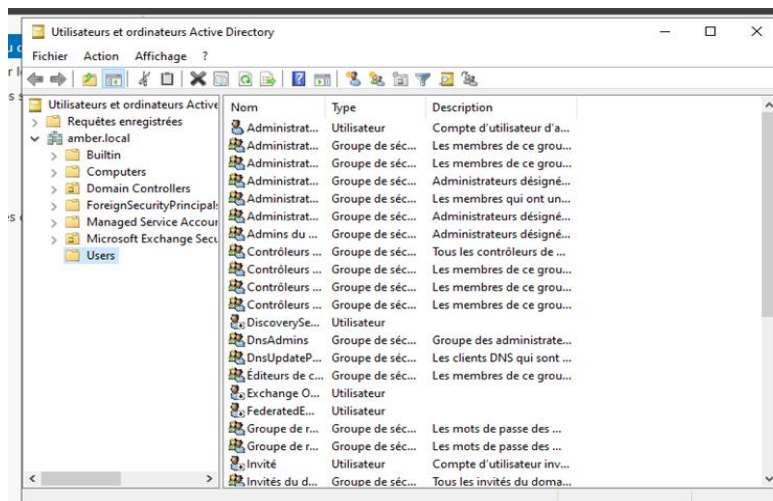 Utilisateurs et ordinateurs Active Directory
Fichier Action Affichage ?
Utilisateurs et ordinateurs Active
Requêtes enregistrées
amber.local
Builtin
Computers
Domain Controllers
ForeignSecurityPrincipals
Managed Service Accour
Microsoft Exchange Secu
Users
Nom Type Description
Administrat... Utilisateur Compte d'utilisateur d'a...
Administrat... Groupe de séc... Les membres de ce grou...
Administrat... Groupe de séc... Les membres de ce grou...
Administrat... Groupe de séc... Administrateurs désigné...
Administrat... Groupe de séc... Les membres qui ont un...
Administrat... Groupe de séc... Administrateurs désigné...
Admins du ... Groupe de séc... Administrateurs désigné...
Contrôleurs ... Groupe de séc... Tous les contrôleurs de ...
Contrôleurs ... Groupe de séc... Les membres de ce grou...
Contrôleurs ... Groupe de séc... Les membres de ce grou...
Contrôleurs ... Groupe de séc... Les membres de ce grou...
DiscoverySe... Utilisateur
DnsAdmins Groupe de séc... Groupe des administrate...
DnsUpdateP... Groupe de séc... Les clients DNS qui sont ...
Éditeurs de c... Groupe de séc... Les membres de ce grou...
Exchange O... Utilisateur
FederatedE... Utilisateur
Groupe de r... Groupe de séc... Les mots de passe des ...
Groupe de r... Groupe de séc... Les mots de passe des ...
Invité Utilisateur Compte d'utilisateur inv...
Invités du d... Groupe de séc... Tous les invités du doma...